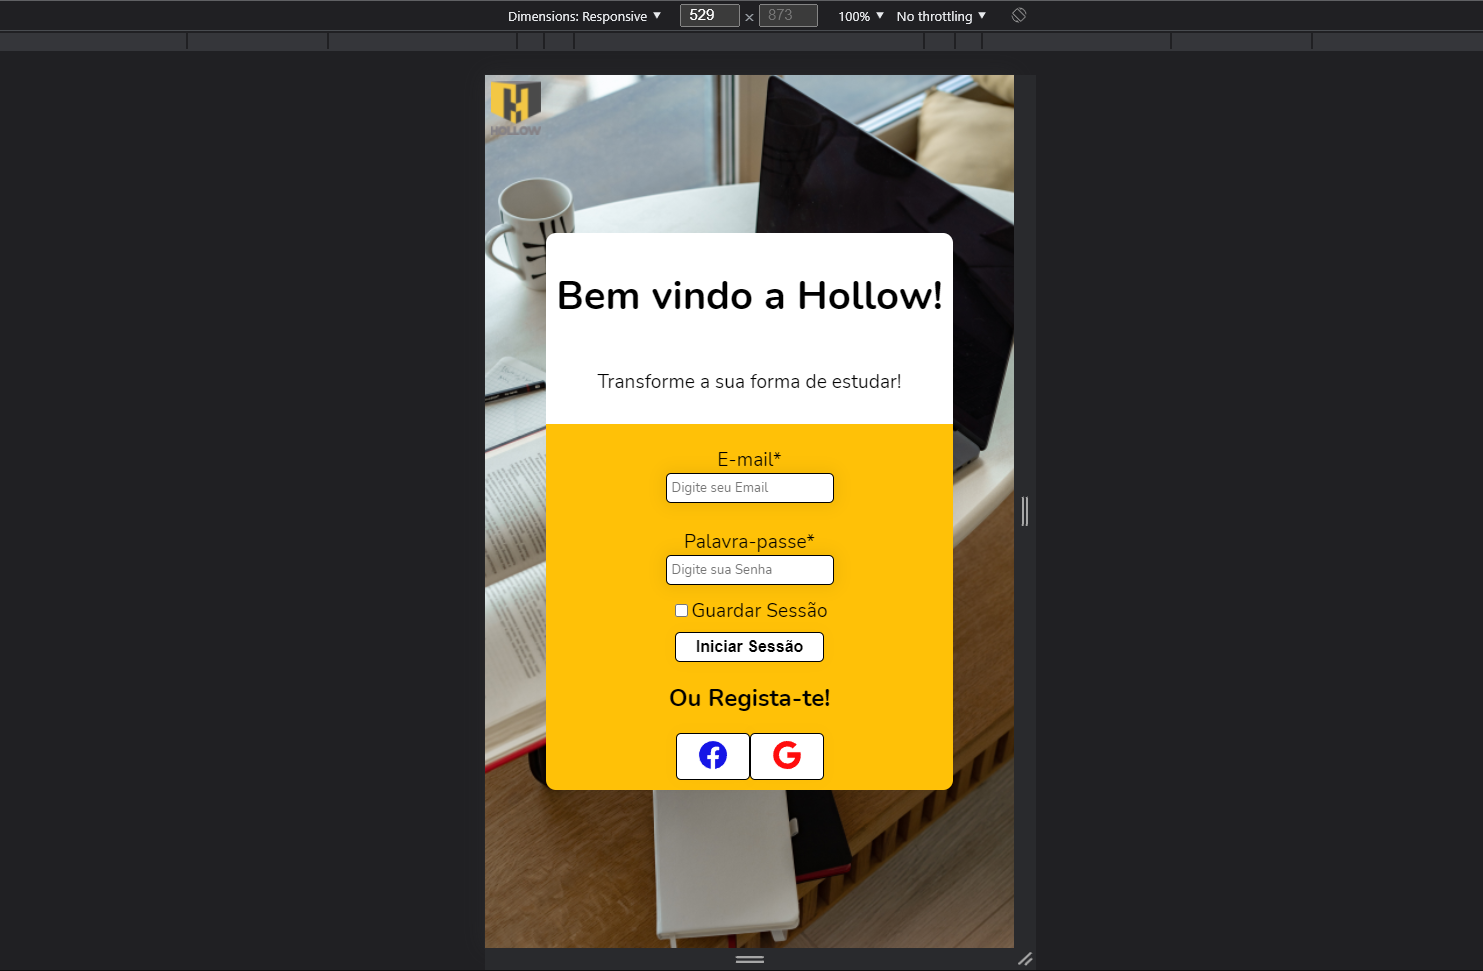 Dimensions: Responsive ▼ 529 × 873 100% ▼ No throttling ▼
HOLLOW
Bem vindo a Hollow!
Transforme a sua forma de estudar!
E-mail*
Digite seu Email
Palavra-passe*
Digite sua Senha
Guardar Sessão
Iniciar Sessão
Ou Regista-te!